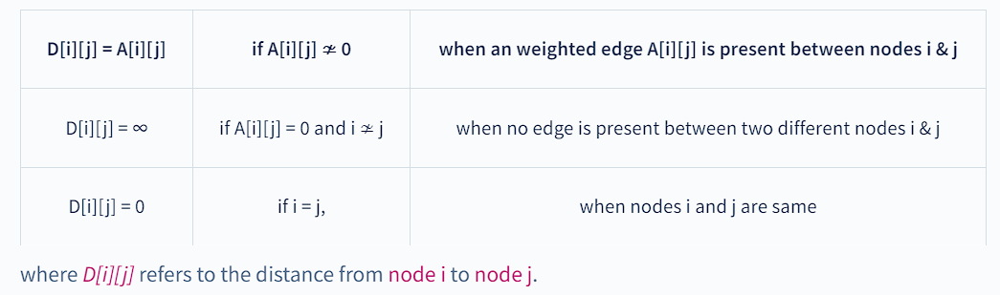 D[i][j] = A[i][j] if A[i][j] ≄ 0 when an weighted edge A[i][j] is present between nodes i & j
D[i][j] = ∞ if A[i][j] = 0 and i ≄ j when no edge is present between two different nodes i & j
D[i][j] = 0 if i = j, when nodes i and j are same
where D[i][j] refers to the distance from node i to node j.